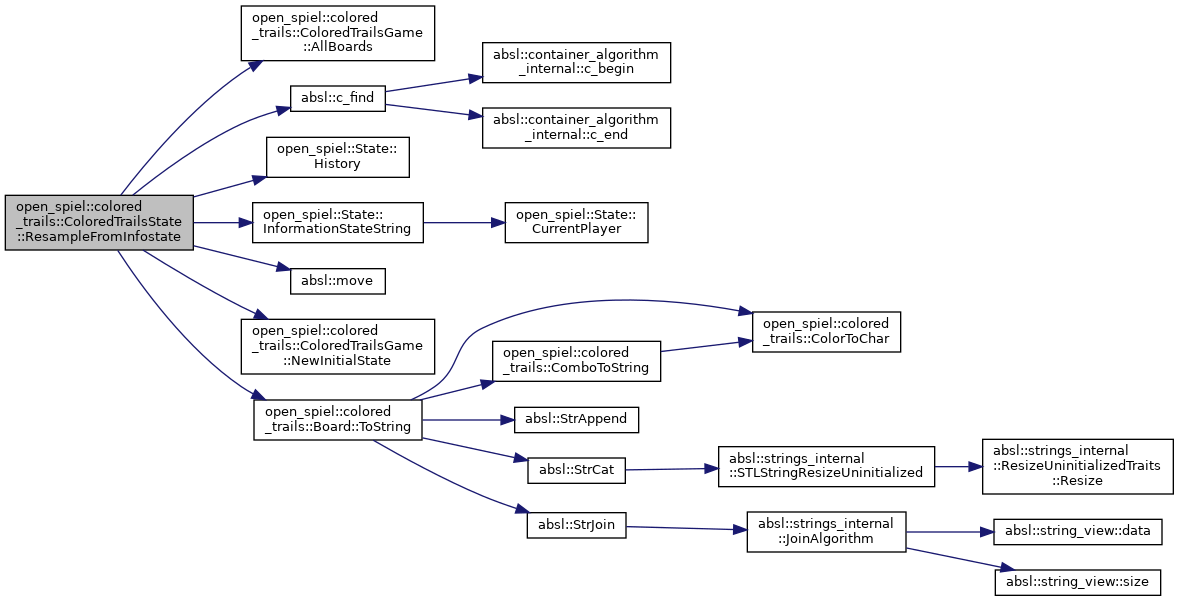 open_spiel::colored
_trails::ColoredTrailsState
::ResampleFromInfostate
open_spiel::colored
_trails::ColoredTrailsGame
::AllBoards
absl::c_find
absl::container_algorithm
_internal::c_begin
absl::container_algorithm
_internal::c_end
open_spiel::State::
History
open_spiel::State::
InformationStateString
open_spiel::State::
CurrentPlayer
absl::move
open_spiel::colored
_trails::ColoredTrailsGame
::NewInitialState
open_spiel::colored
_trails::Board::ToString
open_spiel::colored
_trails::ColorToChar
open_spiel::colored
_trails::ComboToString
absl::StrAppend
absl::StrCat
absl::strings_internal
::STLStringResizeUninitialized
absl::strings_internal
::ResizeUninitializedTraits
::Resize
absl::StrJoin
absl::strings_internal
::JoinAlgorithm
absl::string_view::data
absl::string_view::size